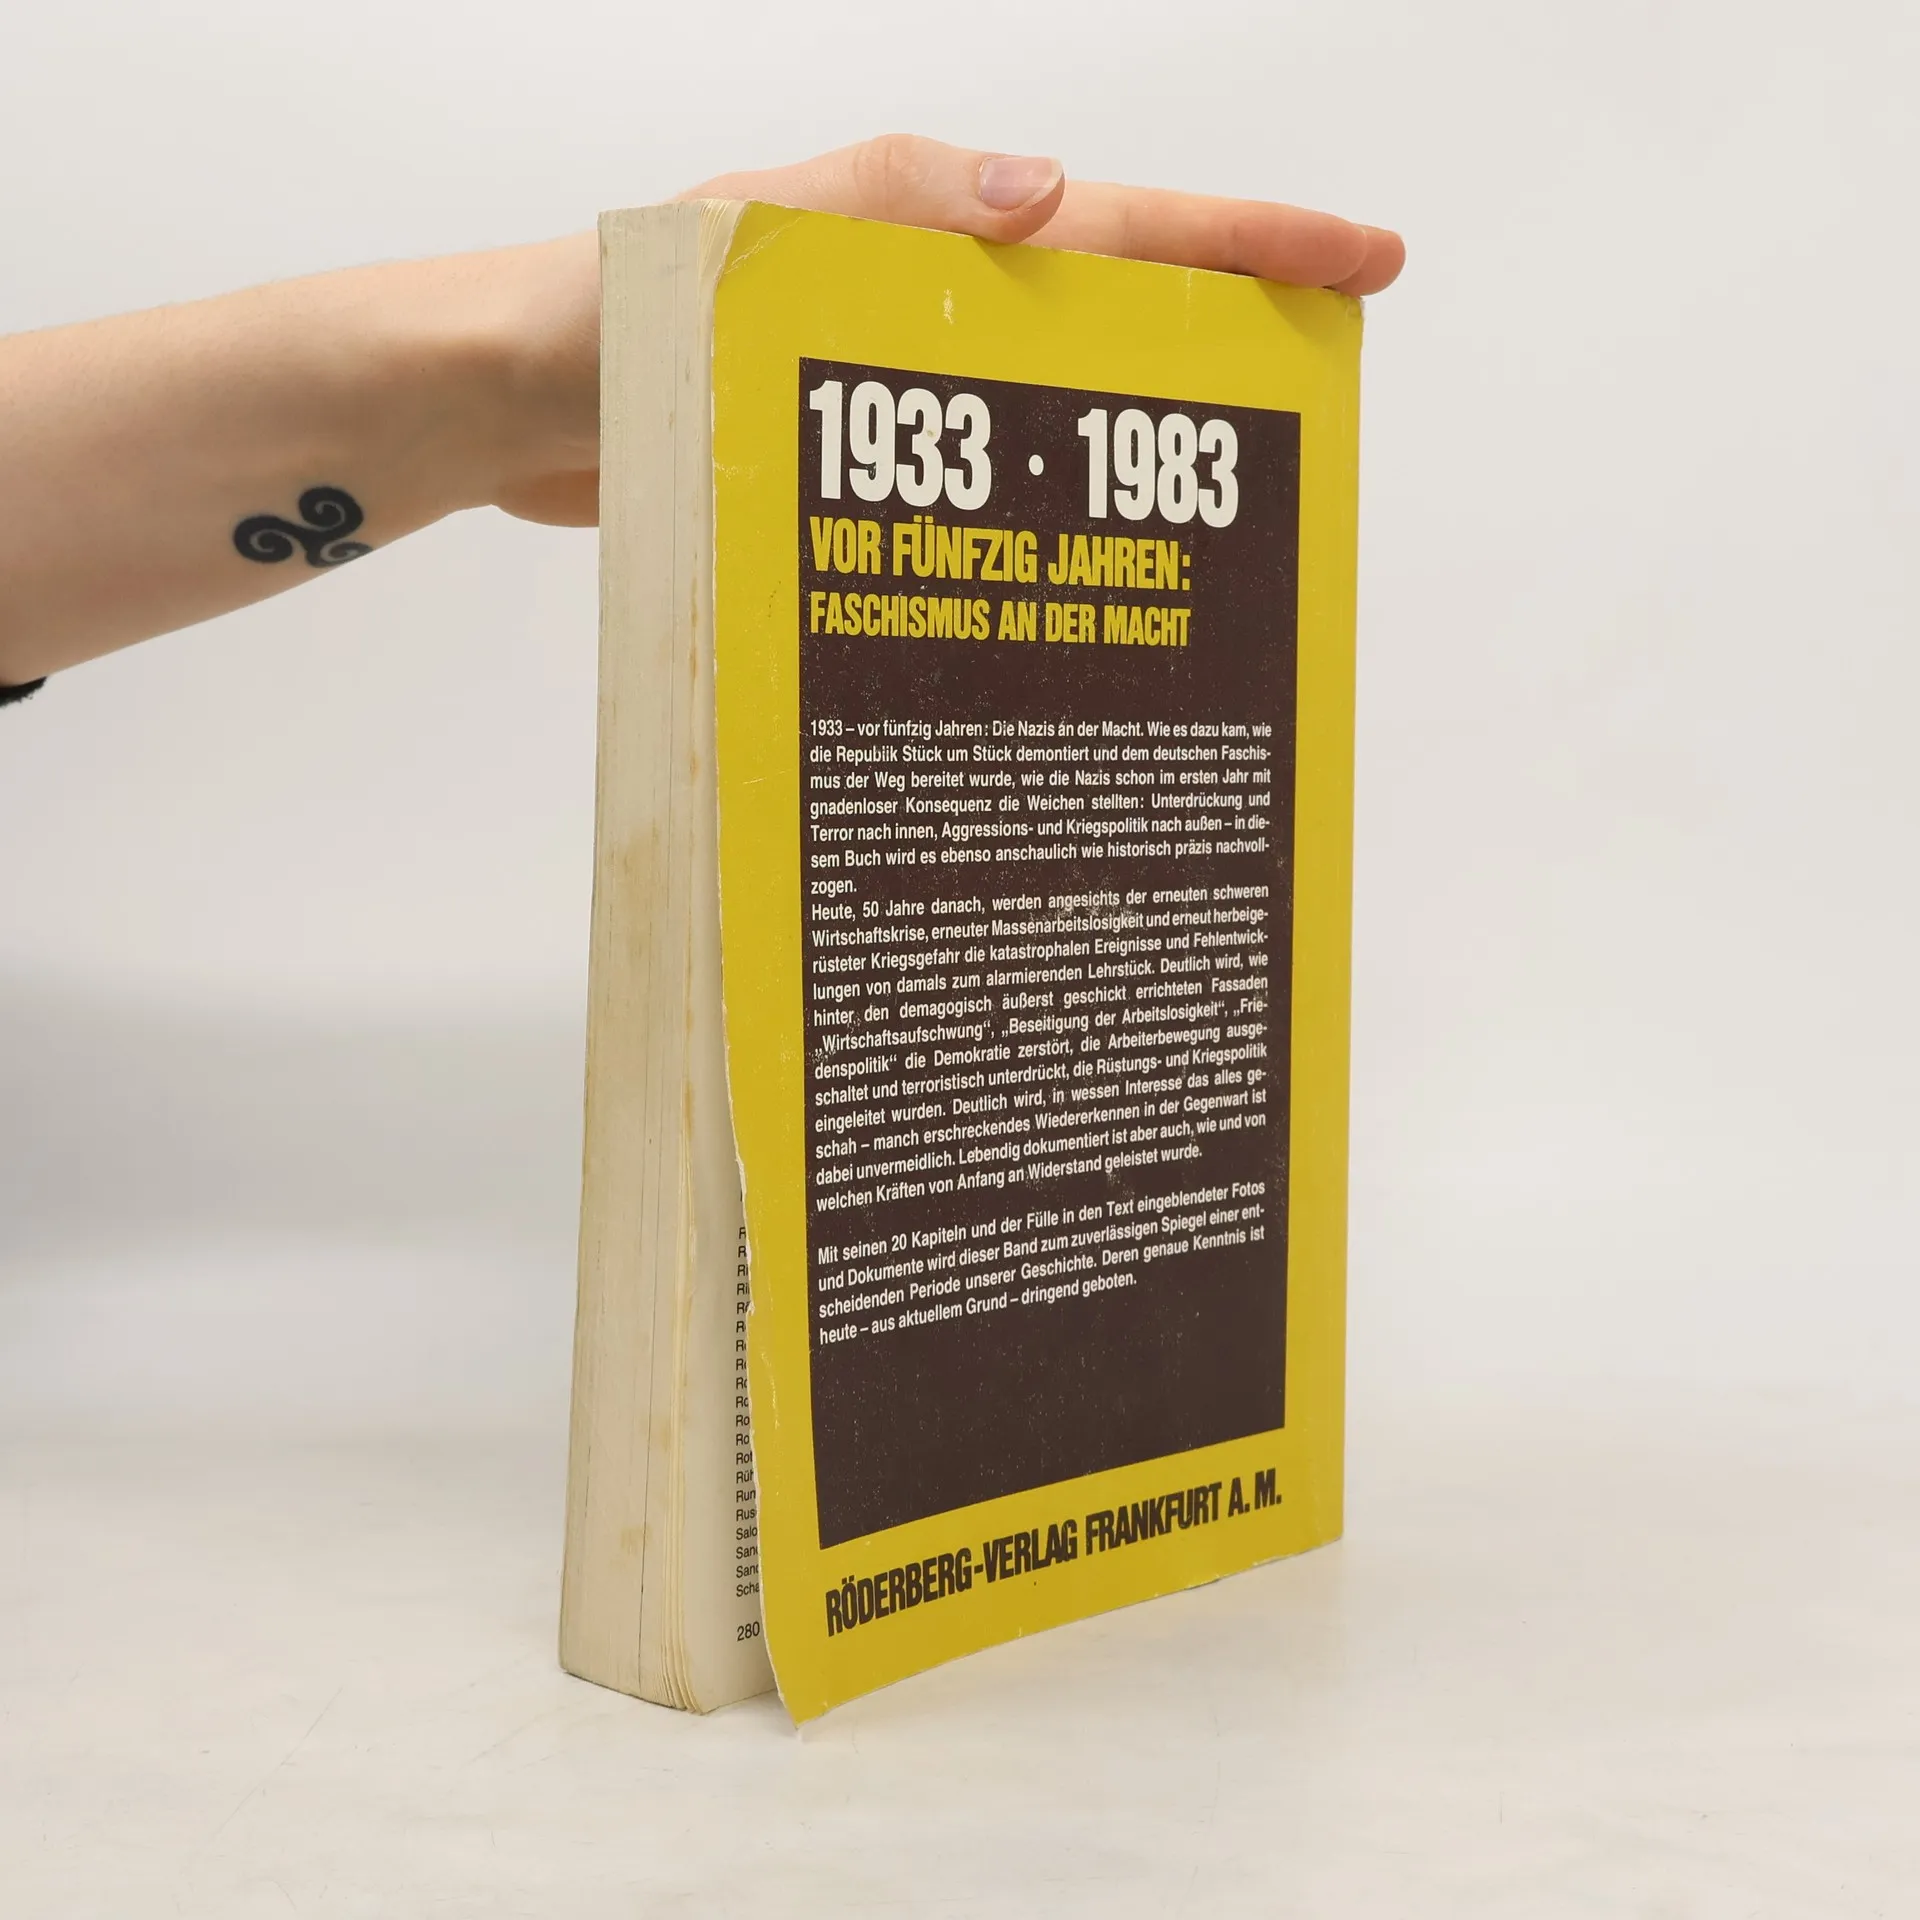 1933 · 1983
VOR FÜNFZIG JAHREN:
FASCHISMUS AN DER MACHT
1933 – vor fünfzig Jahren: Die Nazis an der Macht. Wie es dazu kam, wie
die Republik Stück um Stück demontiert und dem deutschen Faschis-
mus der Weg bereitet wurde, wie die Nazis schon im ersten Jahr mit
gnadenloser Konsequenz die Weichen stellten: Unterdrückung und
Terror nach innen, Aggressions- und Kriegspolitik nach außen – in die-
sem Buch wird es ebenso anschaulich wie historisch präzis nachvoll-
zogen.
Heute, 50 Jahre danach, werden angesichts der erneuten schweren
Wirtschaftskrise, erneuter Massenarbeitslosigkeit und erneut herbeige-
rüsteter Kriegsgefahr die katastrophalen Ereignisse und Fehlentwick-
lungen von damals zum alarmierenden Lehrstück. Deutlich wird, wie
hinter den demagogisch äußerst geschickt errichteten Fassaden
„Wirtschaftsaufschwung“, „Beseitigung der Arbeitslosigkeit“, „Frie-
denspolitik“ die Demokratie zerstört, die Arbeiterbewegung ausge-
schaltet und terroristisch unterdrückt, die Rüstungs- und Kriegspolitik
eingeleitet wurden. Deutlich wird, in wessen Interesse das alles ge-
schah – manch erschreckendes Wiedererkennen in der Gegenwart ist
dabei unvermeidlich. Lebendig dokumentiert ist aber auch, wie und von
welchen Kräften von Anfang an Widerstand geleistet wurde.
Mit seinen 20 Kapiteln und der Fülle in den Text eingeblendeter Fotos
und Dokumente wird dieser Band zum zuverlässigen Spiegel einer ent-
scheidenden Periode unserer Geschichte. Deren genaue Kenntnis ist
heute – aus aktuellem Grund – dringend geboten.
RÖDERBERG-VERLAG FRANKFURT A. M.
280